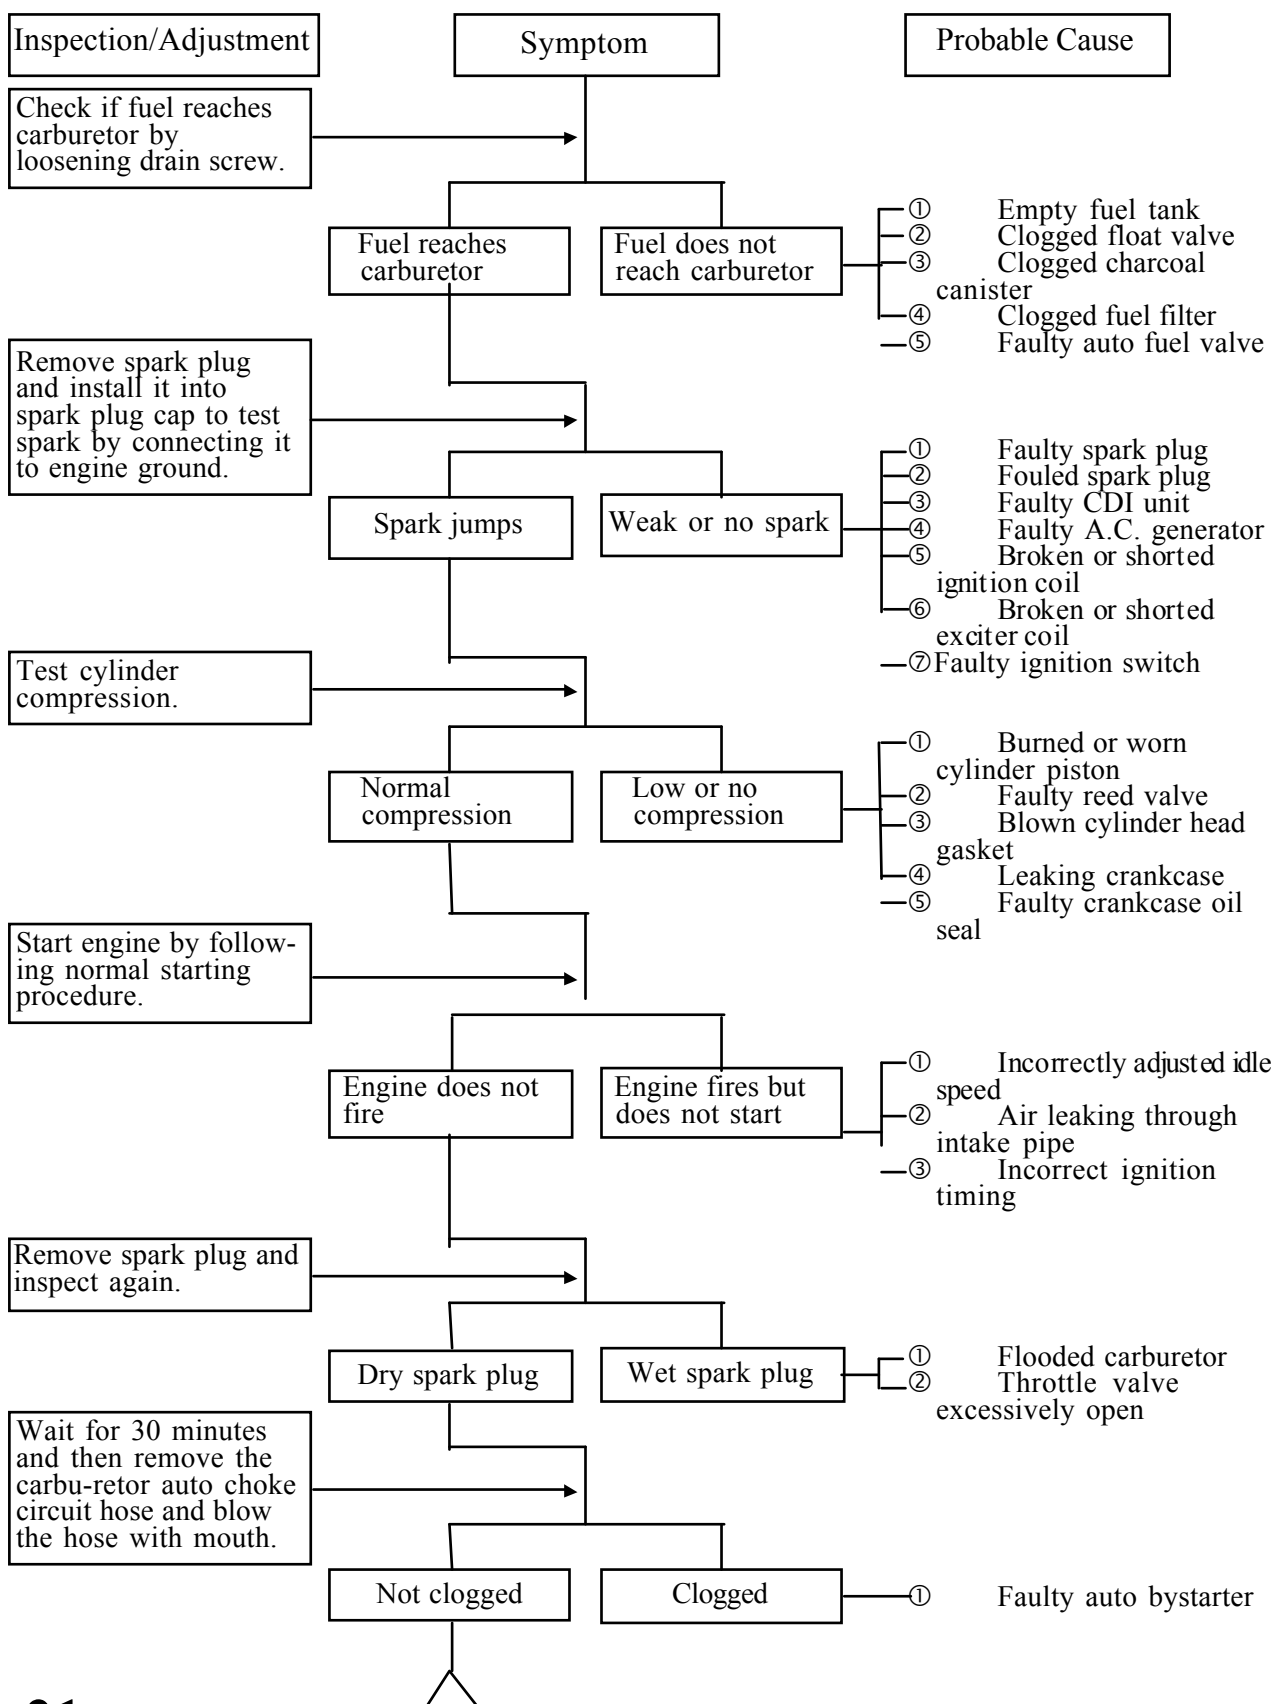 Inspection/Adjustment
Symptom
Probable Cause
Check if fuel reaches
carburetor by
loosening drain screw.
Fuel reaches
carburetor
Fuel does not
reach carburetor
① Empty fuel tank
② Clogged float valve
③ Clogged charcoal
canister
④ Clogged fuel filter
⑤ Faulty auto fuel valve
Remove spark plug
and install it into
spark plug cap to test
spark by connecting it
to engine ground.
Spark jumps
Weak or no spark
① Faulty spark plug
② Fouled spark plug
③ Faulty CDI unit
④ Faulty A.C. generator
⑤ Broken or shorted
ignition coil
⑥ Broken or shorted
exciter coil
⑦Faulty ignition switch
Test cylinder
compression.
Normal
compression
Low or no
compression
① Burned or worn
cylinder piston
② Faulty reed valve
③ Blown cylinder head
gasket
④ Leaking crankcase
⑤ Faulty crankcase oil
seal
Start engine by follow-
ing normal starting
procedure.
Engine does not
fire
Engine fires but
does not start
① Incorrectly adjusted idle
speed
② Air leaking through
intake pipe
③ Incorrect ignition
timing
Remove spark plug and
inspect again.
Dry spark plug
Wet spark plug
① Flooded carburetor
② Throttle valve
excessively open
Wait for 30 minutes
and then remove the
carbu-retor auto choke
circuit hose and blow
the hose with mouth.
Not clogged
Clogged
① Faulty auto bystarter